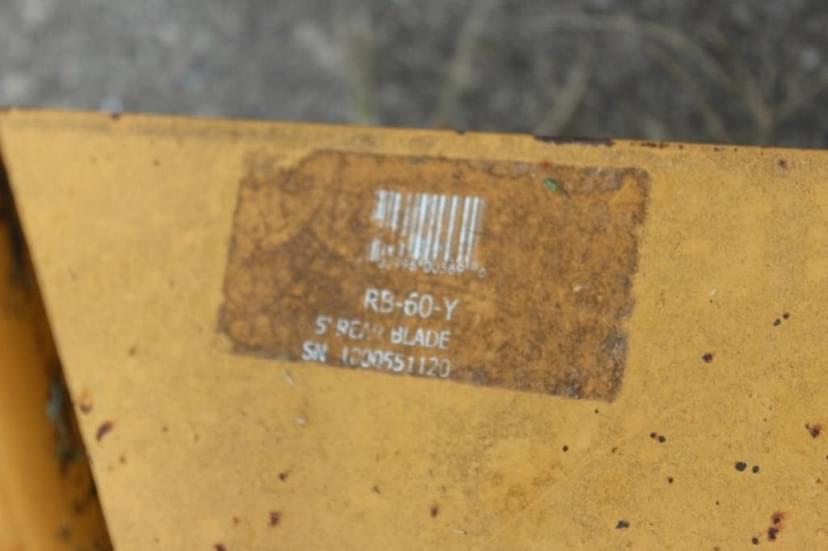 RB-60-Y
5' REAR BLADE
SN 1000551120